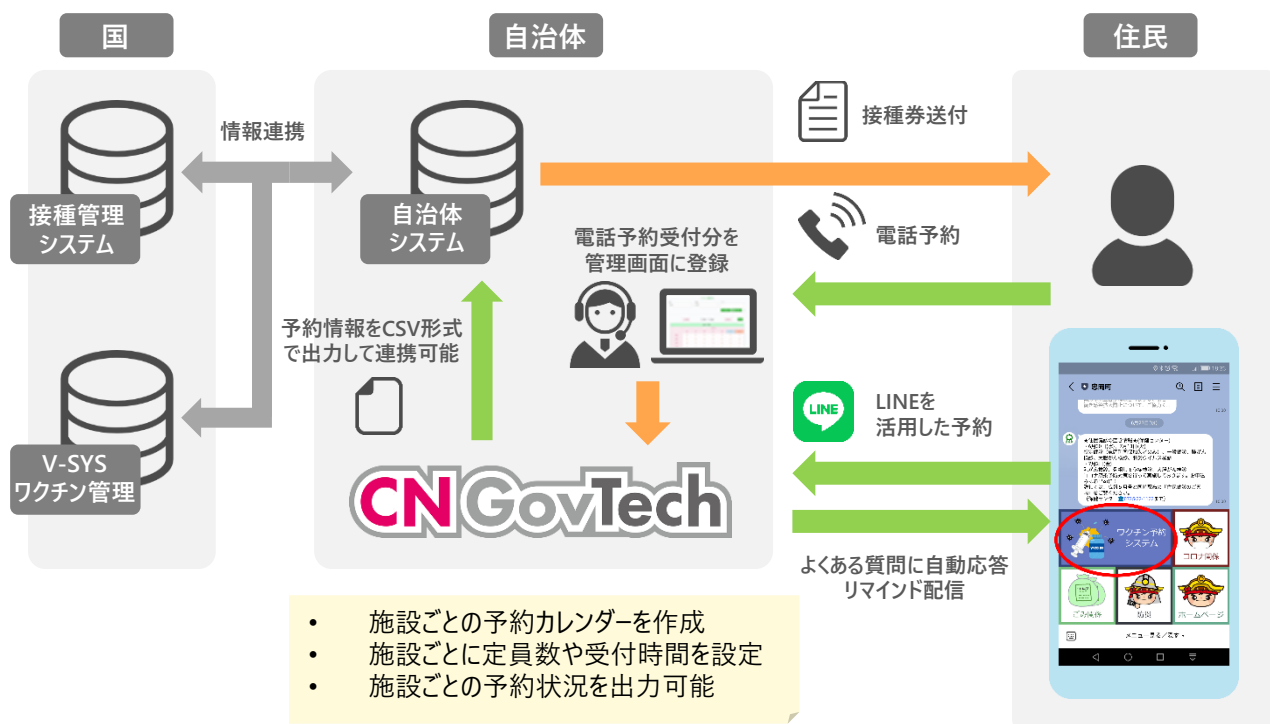 国
自治体
住民
情報連携
接種券送付
接種管理
システム
自治体
システム
電話予約受付分を
管理画面に登録
電話予約
予約情報をCSV形式
で出力して連携可能
LINE
LINEを
活用した予約
V-SYS
ワクチン管理
CN GovTech
よくある質問に自動応答
リマインド配信
ワクチン予約
システム
コロナ関係
ごみ関係
防災
ホームページ
• 施設ごとの予約カレンダーを作成
• 施設ごとに定員数や受付時間を設定
• 施設ごとの予約状況を出力可能